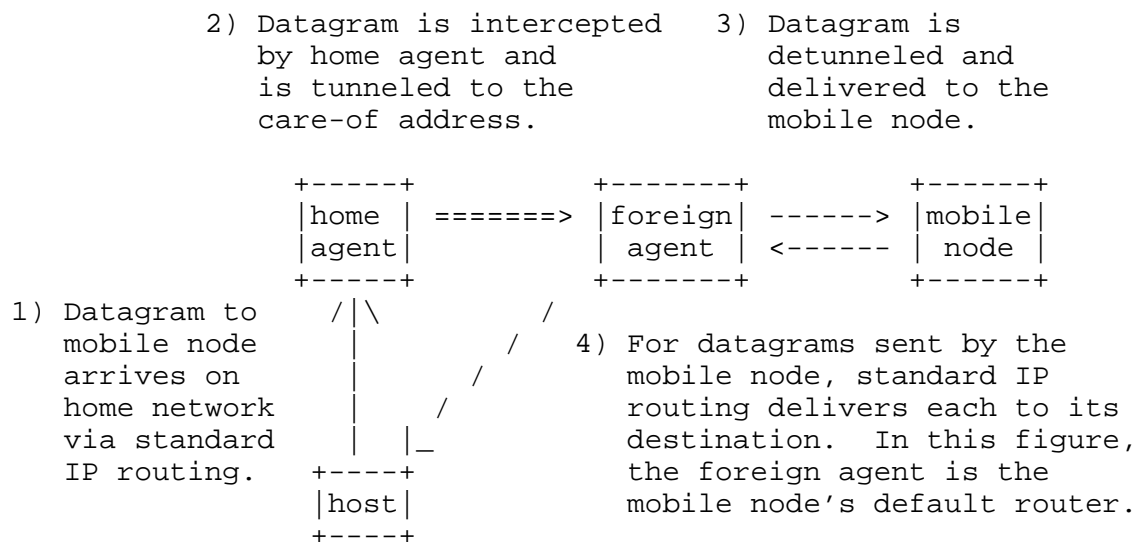 2) Datagram is intercepted
by home agent and
is tunneled to the
care-of address.
3) Datagram is
detunneled and
delivered to the
mobile node.
home
agent
foreign
agent
mobile
node
1) Datagram to
mobile node
arrives on
home network
via standard
IP routing.
4) For datagrams sent by the
mobile node, standard IP
routing delivers each to its
destination.  In this figure,
the foreign agent is the
mobile node's default router.
host